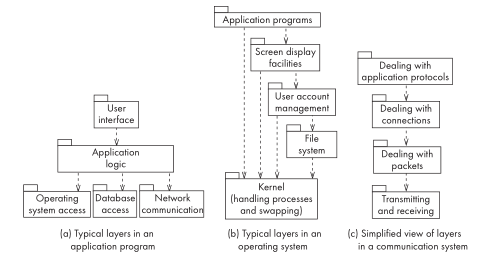 User
interface
Application
logic
Operating
system access
Database
access
Network
communication
(a) Typical layers in an
application program
Application programs
Screen display
facilities
User account
management
File
system
Kernel
(handling processes
and swapping)
(b) Typical layers in an
operating system
Dealing with
application protocols
Dealing with
connections
Dealing with
packets
Transmitting
and receiving
(c) Simplified view of layers
in a communication system